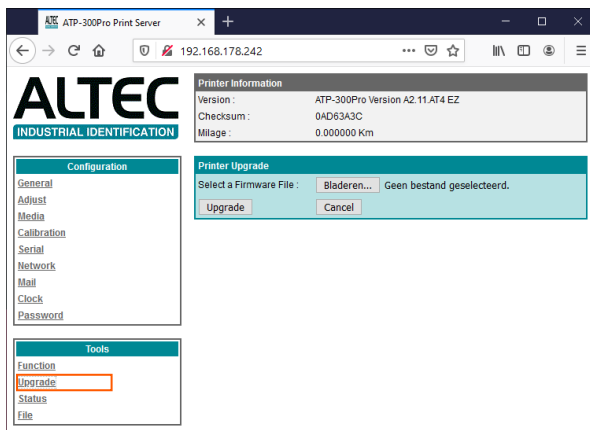 ATP-300Pro Print Server
192.168.178.242
ALTEC
INDUSTRIAL IDENTIFICATION
Printer Information
Version : ATP-300Pro Version A2.11.AT4 EZ
Checksum : 0AD63A3C
Milage : 0.000000 Km
Configuration
General
Adjust
Media
Calibration
Serial
Network
Mail
Clock
Password
Printer Upgrade
Select a Firmware File : Bladeren... Geen bestand geselecteerd.
Upgrade Cancel
Tools
Function
Upgrade
Status
File